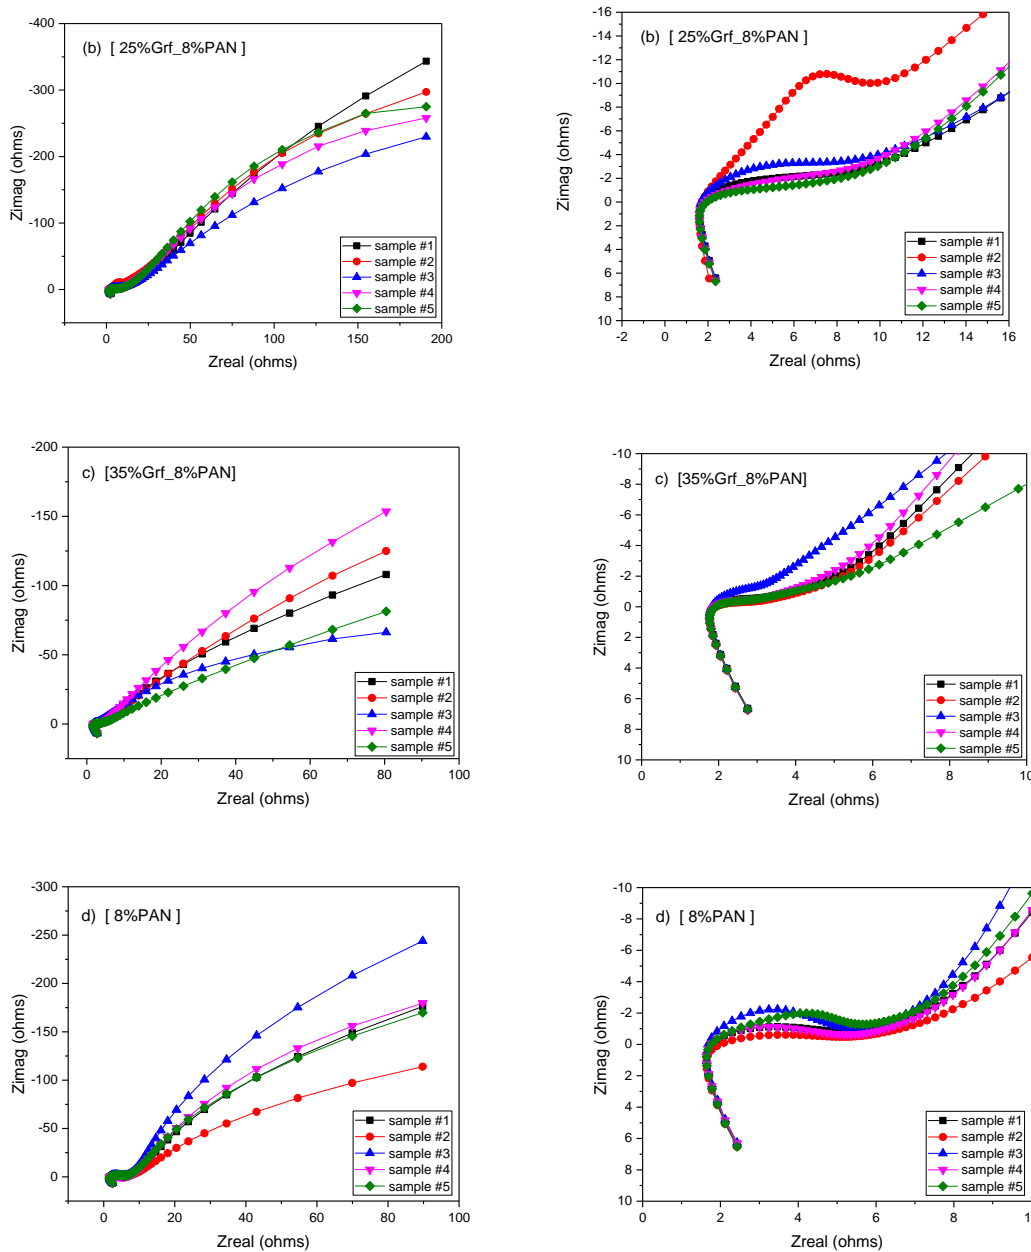 (b) [ 25%Grf_8%PAN ]
-400
-300
-200
-100
0
Zimag (ohms)
0 50 100 150 200
Zreal (ohms)
sample #1
sample #2
sample #3
sample #4
sample #5
(b) [ 25%Grf_8%PAN ]
-16
-14
-12
-10
-8
-6
-4
-2
0
2
4
6
8
10
Zimag (ohms)
-2 0 2 4 6 8 10 12 14 16
Zreal (ohms)
sample #1
sample #2
sample #3
sample #4
sample #5
c) [35%Grf_8%PAN]
-200
-150
-100
-50
0
Zimag (ohms)
0 20 40 60 80 100
Zreal (ohms)
sample #1
sample #2
sample #3
sample #4
sample #5
c) [35%Grf_8%PAN]
-10
-8
-6
-4
-2
0
2
4
6
8
10
Zimag (ohms)
0 2 4 6 8 10
Zreal (ohms)
sample #1
sample #2
sample #3
sample #4
sample #5
d) [ 8%PAN ]
-300
-250
-200
-150
-100
-50
0
Zimag (ohms)
0 20 40 60 80 100
Zreal (ohms)
sample #1
sample #2
sample #3
sample #4
sample #5
d) [ 8%PAN ]
-10
-8
-6
-4
-2
0
2
4
6
8
10
Zimag (ohms)
0 2 4 6 8
Zreal (ohms)
sample #1
sample #2
sample #3
sample #4
sample #5